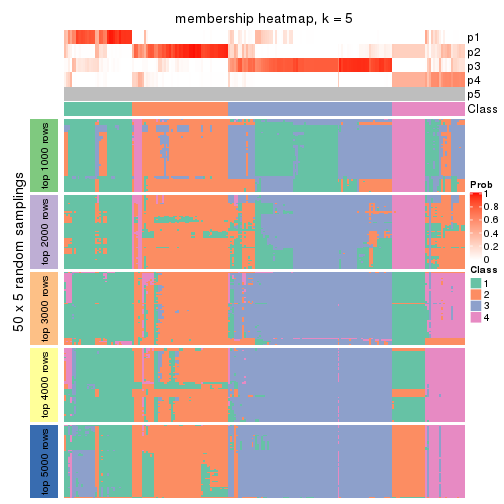 membership heatmap, k = 5
p1
p2
p3
p4
p5
Class
50 x 5 random samplings
top 1000 rows
top 2000 rows
top 3000 rows
top 4000 rows
top 5000 rows
Prob
1
0.8
0.6
0.4
0.2
0
Class
1
2
3
4